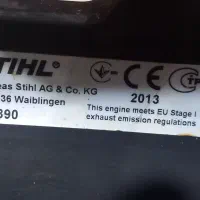 STIHL
eas Stihl AG & Co. KG
36 Waiblingen
390
CE
2013
This engine meets EU Stage I
exhaust emission regulations